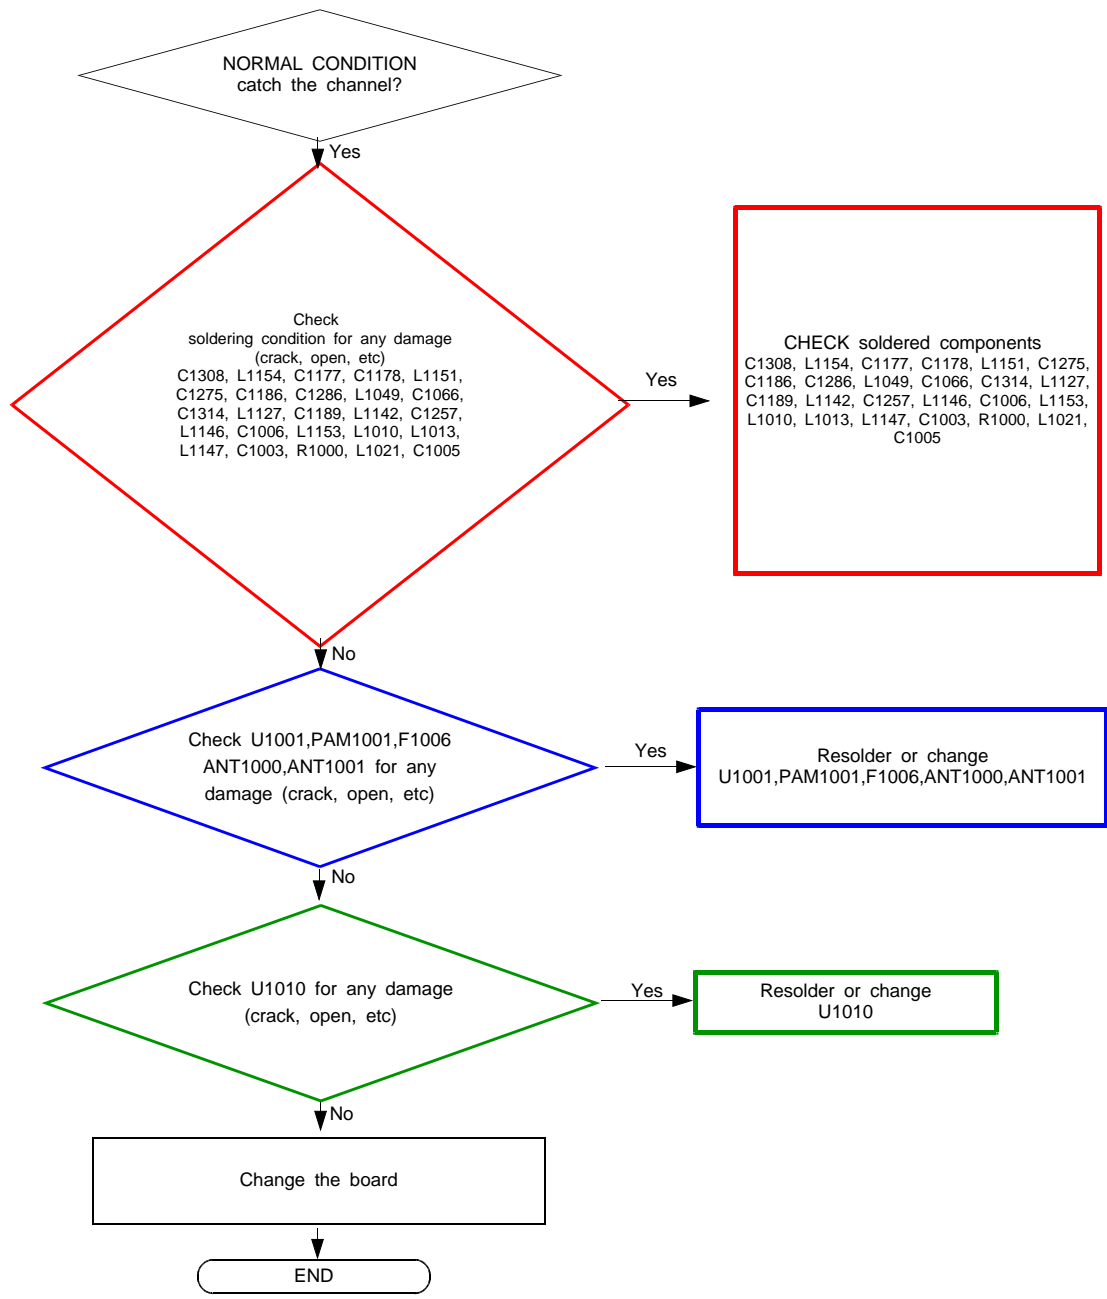 NORMAL CONDITION
catch the channel?
Yes
Check
soldering condition for any damage
(crack, open, etc)
C1308, L1154, C1177, C1178, L1151,
C1275, C1186, C1286, L1049, C1066,
C1314, L1127, C1189, L1142, C1257,
L1146, C1006, L1153, L1010, L1013,
L1147, C1003, R1000, L1021, C1005
Yes
CHECK soldered components
C1308, L1154, C1177, C1178, L1151, C1275,
C1186, C1286, L1049, C1066, C1314, L1127,
C1189, L1142, C1257, L1146, C1006, L1153,
L1010, L1013, L1147, C1003, R1000, L1021,
C1005
No
Check U1001,PAM1001,F1006
ANT1000,ANT1001 for any
damage (crack, open, etc)
Yes
Resolder or change
U1001,PAM1001,F1006,ANT1000,ANT1001
No
Check U1010 for any damage
(crack, open, etc)
Yes
Resolder or change
U1010
No
Change the board
END